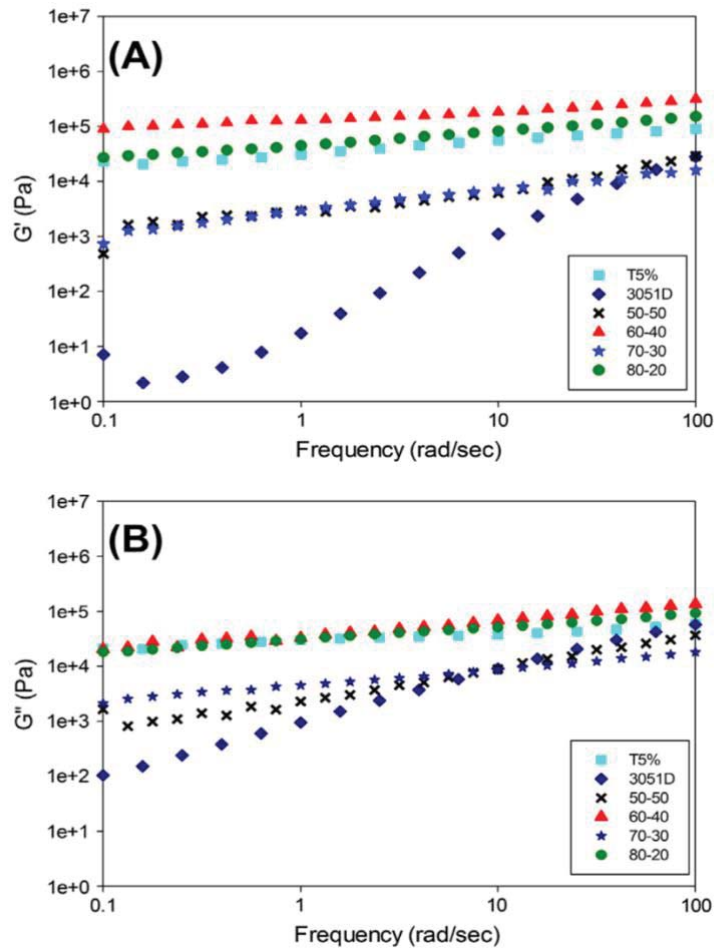 (A)
1e+7
1e+6
1e+5
1e+4
1e+3
1e+2
1e+1
1e+0
G' (Pa)
T5%
3051D
50-50
60-40
70-30
80-20
0.1 1 10 100
Frequency (rad/sec)
(B)
1e+7
1e+6
1e+5
1e+4
1e+3
1e+2
1e+1
1e+0
G" (Pa)
T5%
3051D
50-50
60-40
70-30
80-20
0.1 1 10 100
Frequency (rad/sec)